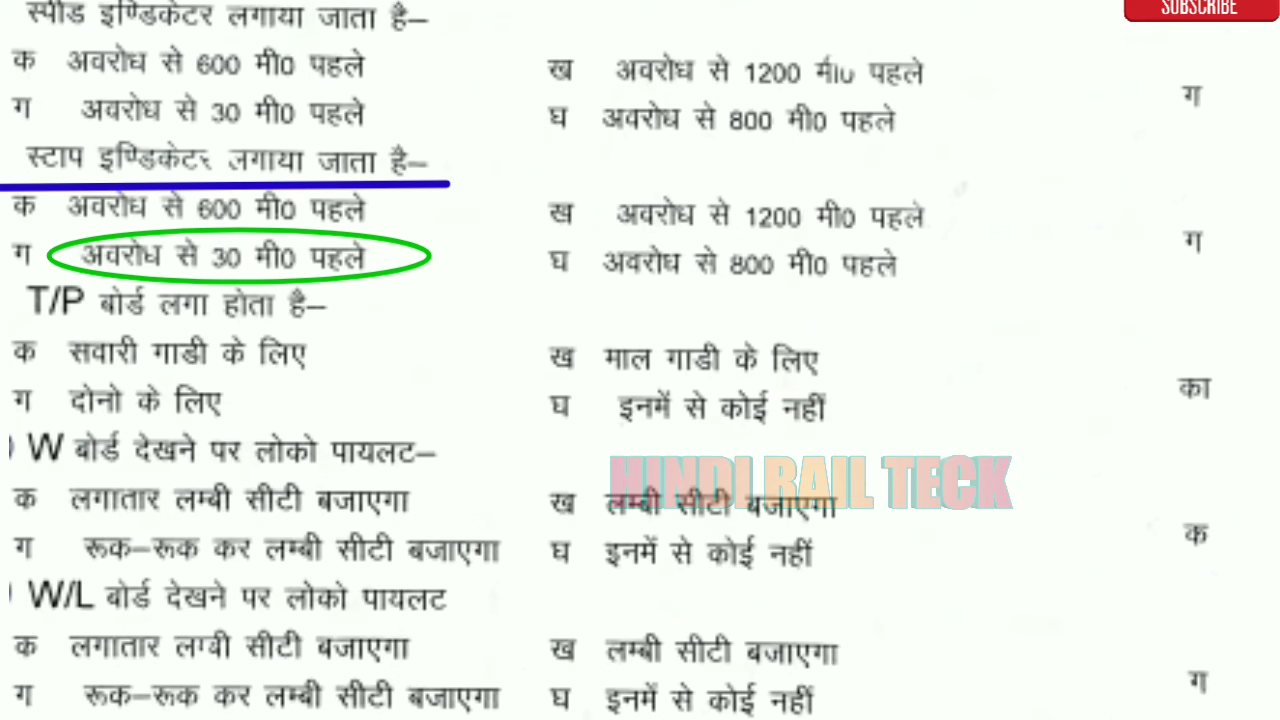 SUBSCRIBE
स्पीड इण्डिकेटर लगाया जाता है–
क अवरोध से 600 मी0 पहले ख अवरोध से 1200 मी0 पहले
ग अवरोध से 30 मी0 पहले घ अवरोध से 800 मी0 पहले ग
स्टाप इण्डिकेटर लगाया जाता है–
क अवरोध से 600 मी0 पहले ख अवरोध से 1200 मी0 पहले
ग अवरोध से 30 मी0 पहले घ अवरोध से 800 मी0 पहले ग
T/P बोर्ड लगा होता है–
क सवारी गाडी के लिए ख माल गाडी के लिए
ग दोनो के लिए घ इनमें से कोई नहीं का
W बोर्ड देखने पर लोको पायलट–
HINDI RAIL TECK
क लगातार लम्बी सीटी बजाएगा ख लम्बी सीटी बजाएगा
ग रूक–रूक कर लम्बी सीटी बजाएगा घ इनमें से कोई नहीं क
W/L बोर्ड देखने पर लोको पायलट
क लगातार लम्बी सीटी बजाएगा ख लम्बी सीटी बजाएगा
ग रूक–रूक कर लम्बी सीटी बजाएगा घ इनमें से कोई नहीं ग